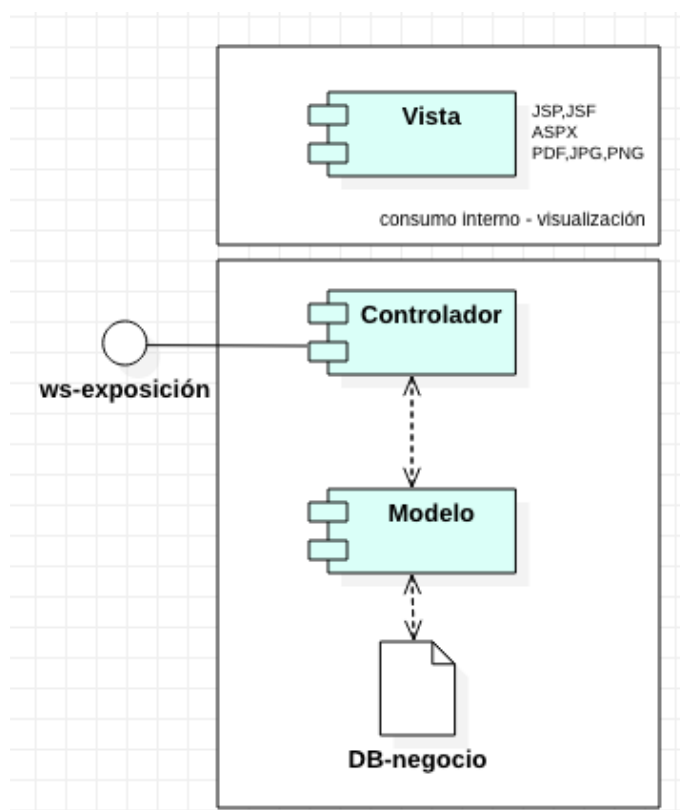 Vista
JSP,JSF
ASPX
PDF,JPG,PNG
consumo interno - visualización
Controlador
ws-exposición
Modelo
DB-negocio